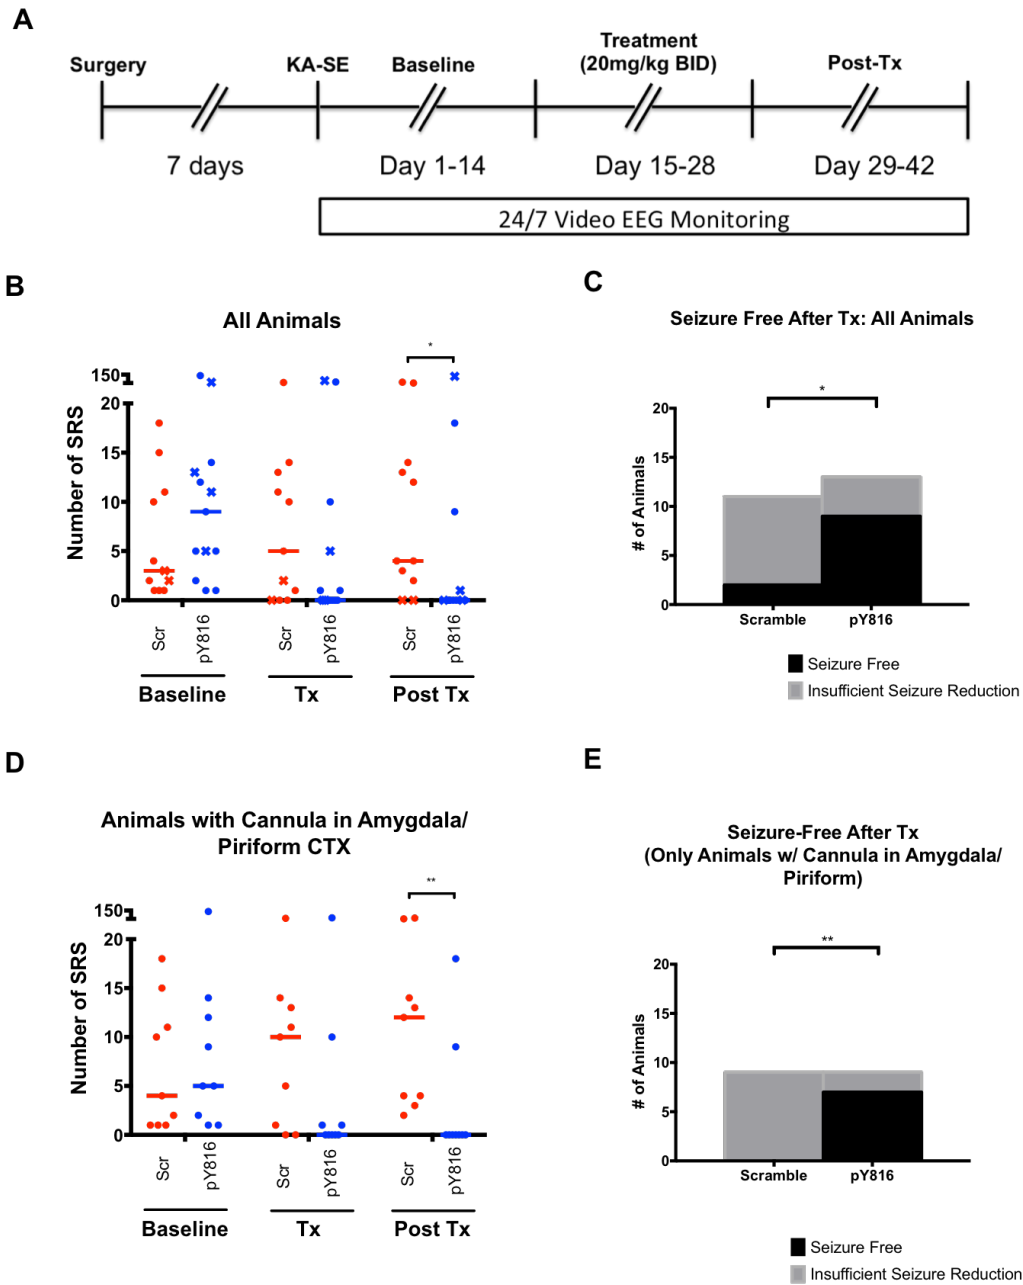 A
Surgery
KA-SE
Baseline
Treatment
(20mg/kg BID)
Post-Tx
7 days
Day 1-14
Day 15-28
Day 29-42
24/7 Video EEG Monitoring
B
All Animals
*
Number of SRS
150
20
15
10
5
0
Scr
pY816
Scr
pY816
Scr
pY816
Baseline
Tx
Post Tx
C
Seizure Free After Tx: All Animals
*
# of Animals
20
15
10
5
0
Scramble
pY816
Seizure Free
Insufficient Seizure Reduction
D
Animals with Cannula in Amygdala/
Piriform CTX
**
Number of SRS
150
20
15
10
5
0
Scr
pY816
Scr
pY816
Scr
pY816
Baseline
Tx
Post Tx
E
Seizure-Free After Tx
(Only Animals w/ Cannula in Amygdala/
Piriform)
**
# of Animals
20
15
10
5
0
Scramble
pY816
Seizure Free
Insufficient Seizure Reduction